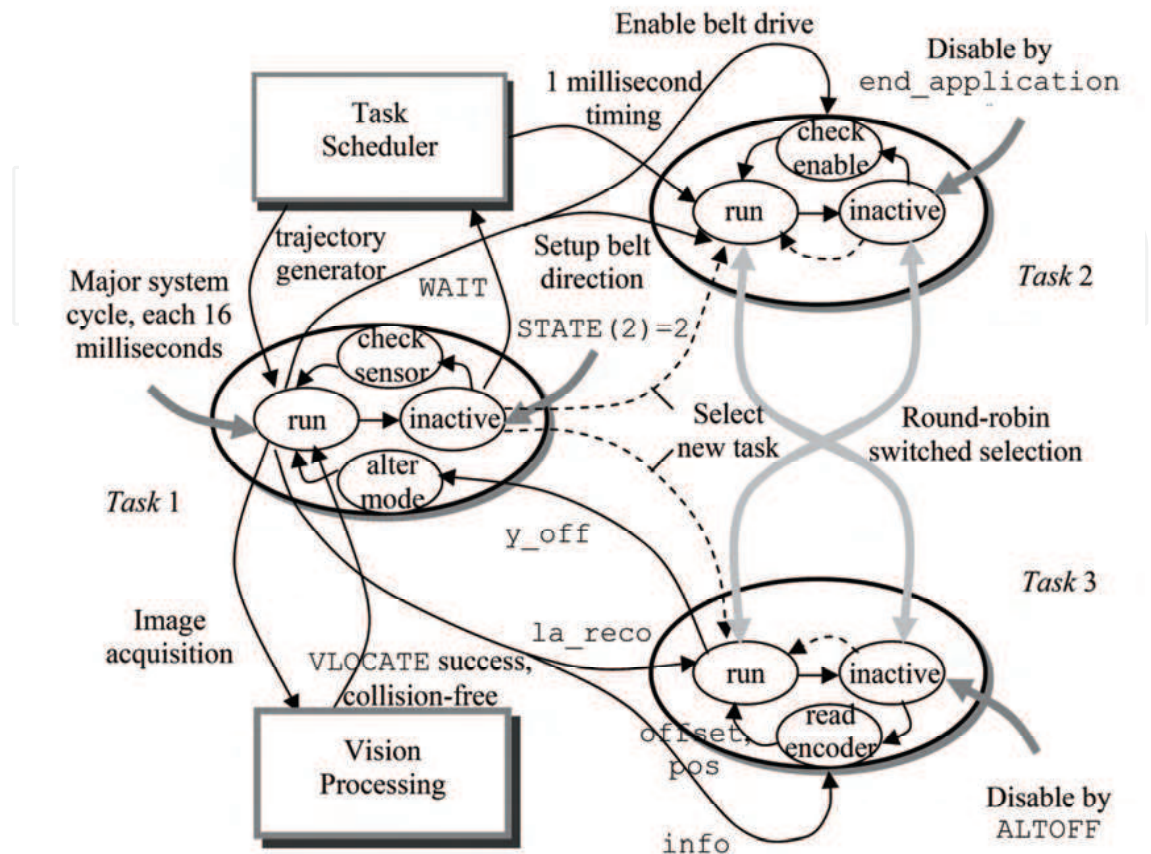 Enable belt drive
Disable by
end_application
1 millisecond
timing
Task
Scheduler
check
enable
run
inactive
trajectory
generator
Setup belt
direction
Task 2
WAIT
Major system
cycle, each 16
milliseconds
STATE(2)=2
check
sensor
run
inactive
Select
new task
Round-robin
switched selection
alter
mode
Task 1
y_off
Task 3
Image
acquisition
la_reco
VLOCATE success,
collision-free
run
inactive
read
encoder
offset,
pos
Vision
Processing
Disable by
ALTOFF
info